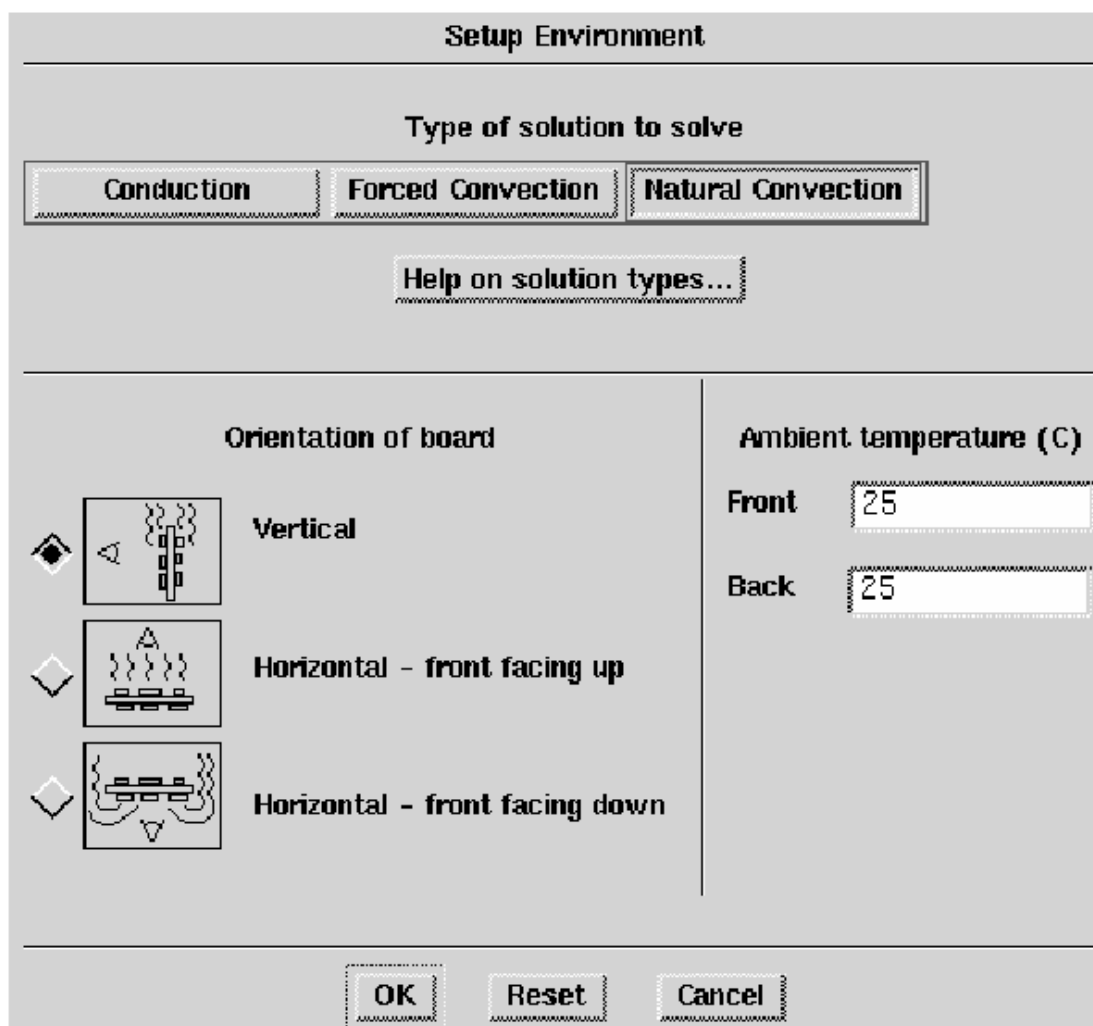 Setup Environment
Type of solution to solve
Conduction Forced Convection Natural Convection
Help on solution types...
Orientation of board
Vertical
Horizontal - front facing up
Horizontal - front facing down
Ambient temperature (C)
Front 25
Back 25
OK Reset Cancel